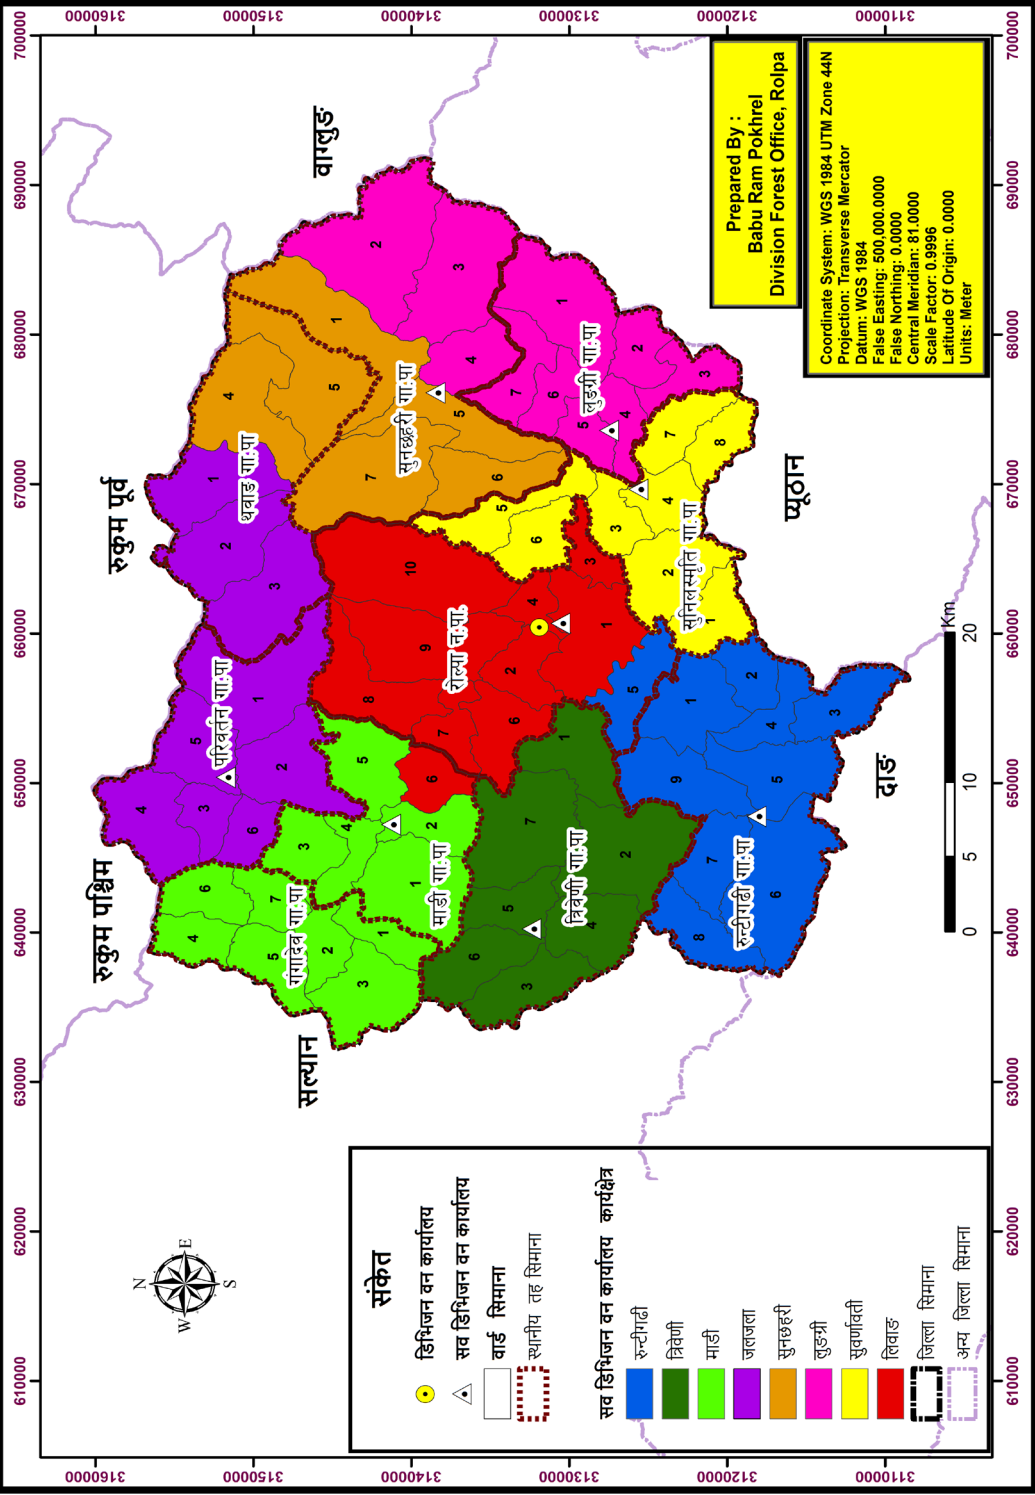 700000
690000
680000
670000
660000
650000
640000
630000
620000
610000
3160000
3150000
3140000
3130000
3120000
3110000
N
E
S
W
रुकुम पश्चिम
रुकुम पूर्व
वाग्लुङ
सल्यान
दाङ
प्यूठान
थवाङ गा.पा
परिवर्तन गा.पा
सुनछहरी गा.पा
लुङग्री गा.पा
गंगादेव गा.पा
माडी गा.पा
रोल्पा न.पा.
सुनिलस्मृति गा.पा
त्रिवेणी गा.पा
रुन्टीगढी गा.पा
संकेत
डिभिजन वन कार्यालय
सव डिभिजन वन कार्यालय
वार्ड सिमाना
स्थानीय तह सिमाना
सव डिभिजन वन कार्यालय कार्यक्षेत्र
रुन्टीगढी
त्रिवेणी
माडी
जलजला
सुनछहरी
लुङग्री
सुवर्णावती
लिवाङ
जिल्ला सिमाना
अन्य जिल्ला सिमाना
0 5 10 20
Km
Prepared By :
Babu Ram Pokhrel
Division Forest Office, Rolpa
Coordinate System: WGS 1984 UTM Zone 44N
Projection: Transverse Mercator
Datum: WGS 1984
False Easting: 500,000.0000
False Northing: 0.0000
Central Meridian: 81.0000
Scale Factor: 0.9996
Latitude Of Origin: 0.0000
Units: Meter